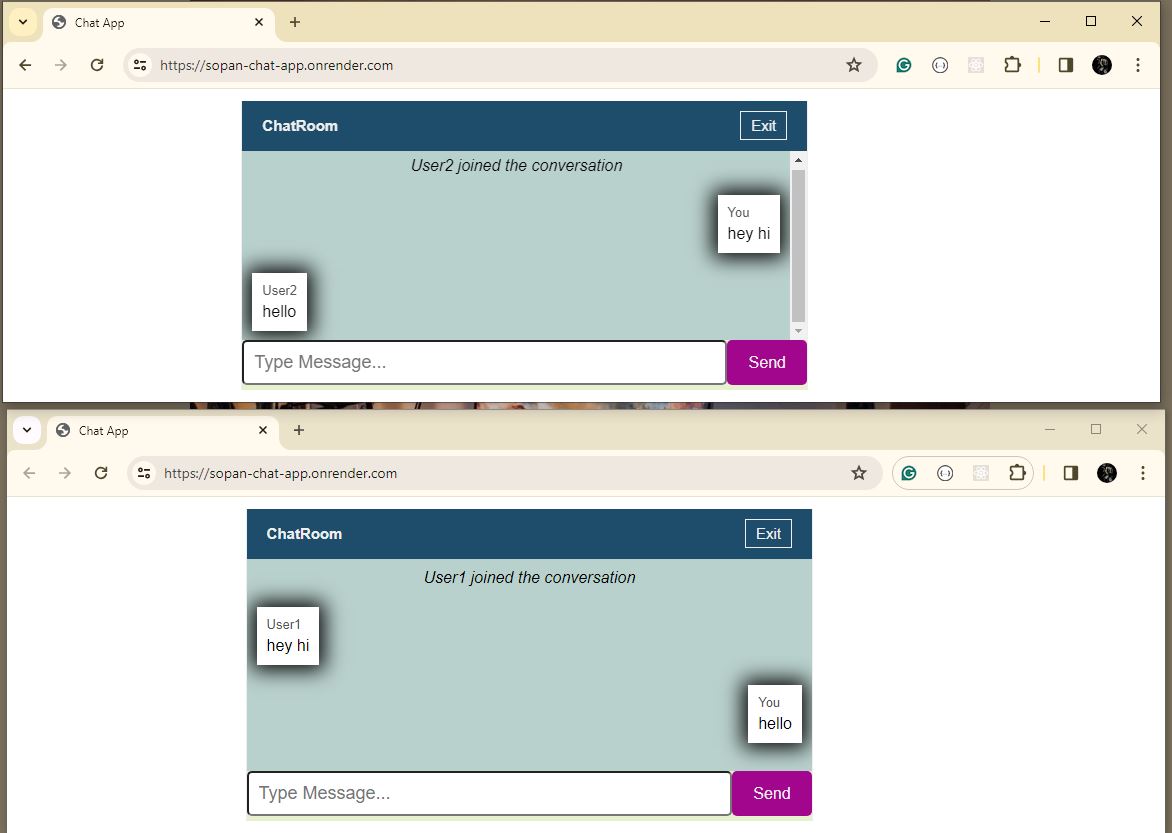 Chat App
https://sopan-chat-app.onrender.com
ChatRoom
Exit
User2 joined the conversation
You
hey hi
User2
hello
Type Message...
Send
Chat App
https://sopan-chat-app.onrender.com
ChatRoom
Exit
User1 joined the conversation
User1
hey hi
You
hello
Type Message...
Send